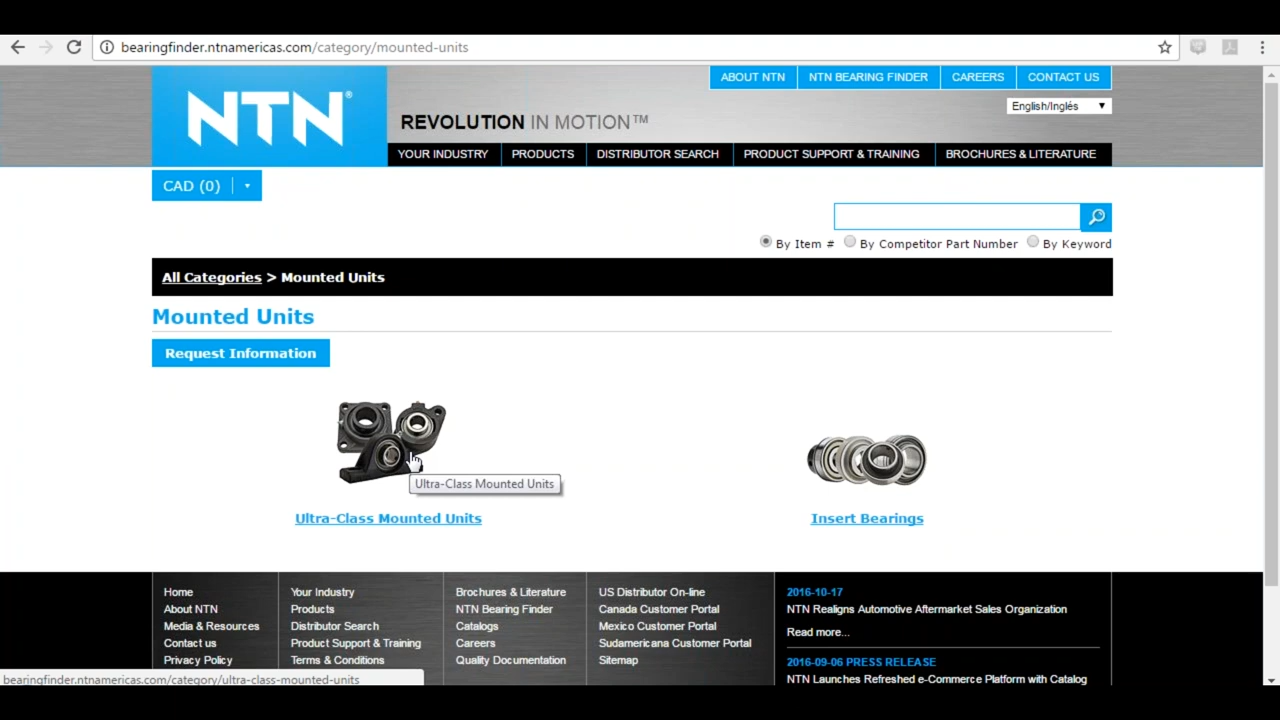 bearingfinder.ntnamericas.com/category/mounted-units
ABOUT NTN
NTN BEARING FINDER
CAREERS
CONTACT US
NTN®
English/Inglés
REVOLUTION IN MOTION™
YOUR INDUSTRY
PRODUCTS
DISTRIBUTOR SEARCH
PRODUCT SUPPORT & TRAINING
BROCHURES & LITERATURE
CAD (0)
By Item #
By Competitor Part Number
By Keyword
All Categories > Mounted Units
Mounted Units
Request Information
Ultra-Class Mounted Units
Ultra-Class Mounted Units
Insert Bearings
Home
About NTN
Media & Resources
Contact us
Privacy Policy
Your Industry
Products
Distributor Search
Product Support & Training
Terms & Conditions
Brochures & Literature
NTN Bearing Finder
Catalogs
Careers
Quality Documentation
US Distributor On-line
Canada Customer Portal
Mexico Customer Portal
Sudamericana Customer Portal
Sitemap
2016-10-17
NTN Realigns Automotive Aftermarket Sales Organization
Read more...
2016-09-06 PRESS RELEASE
NTN Launches Refreshed e-Commerce Platform with Catalog
bearingfinder.ntnamericas.com/category/ultra-class-mounted-units